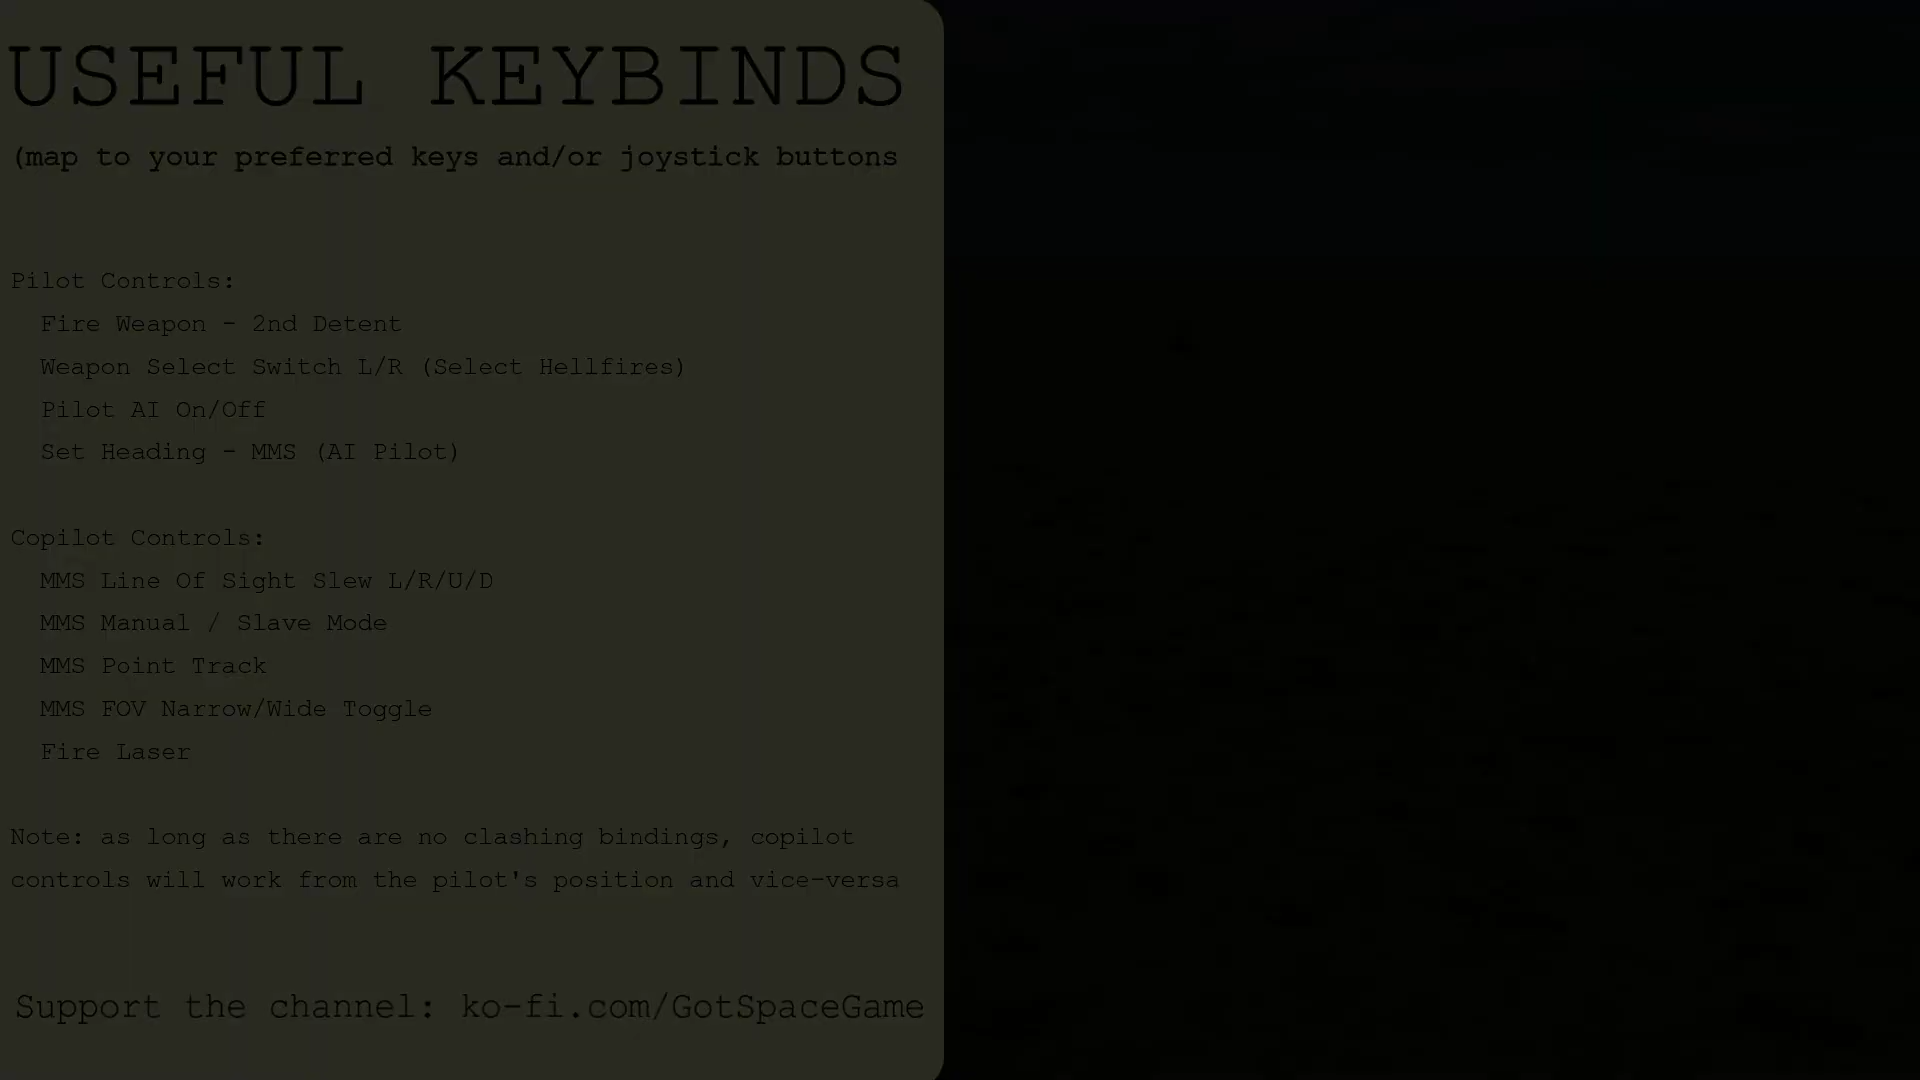 USEFUL KEYBINDS
(map to your preferred keys and/or joystick buttons
Pilot Controls:
Fire Weapon - 2nd Detent
Weapon Select Switch L/R (Select Hellfires)
Pilot AI On/Off
Set Heading - MMS (AI Pilot)
Copilot Controls:
MMS Line Of Sight Slew L/R/U/D
MMS Manual / Slave Mode
MMS Point Track
MMS FOV Narrow/Wide Toggle
Fire Laser
Note: as long as there are no clashing bindings, copilot
controls will work from the pilot's position and vice-versa
Support the channel: ko-fi.com/GotSpaceGame